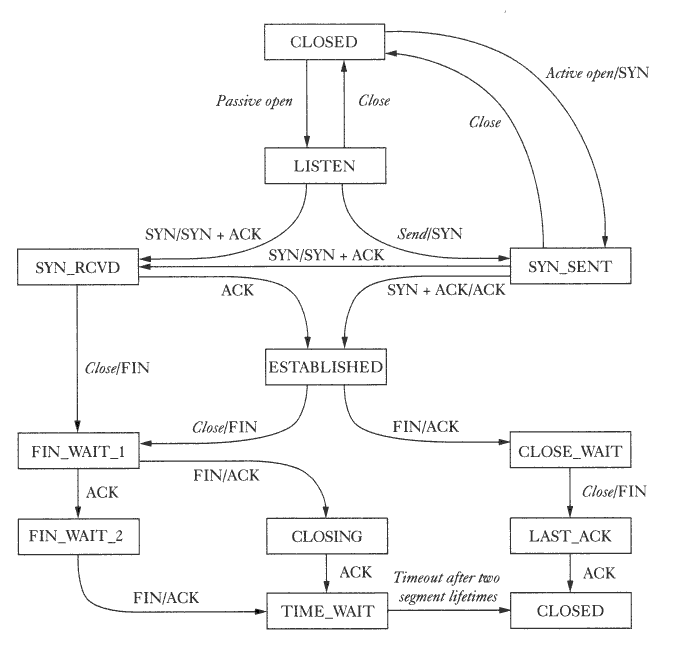 CLOSED
Active open/SYN
Passive open
Close
Close
LISTEN
SYN/SYN + ACK
Send/SYN
SYN/SYN + ACK
SYN_RCVD
SYN_SENT
ACK
SYN + ACK/ACK
Close/FIN
ESTABLISHED
Close/FIN
FIN/ACK
FIN_WAIT_1
CLOSE_WAIT
FIN/ACK
ACK
Close/FIN
FIN_WAIT_2
CLOSING
LAST_ACK
ACK
Timeout after two
segment lifetimes
ACK
FIN/ACK
TIME_WAIT
CLOSED